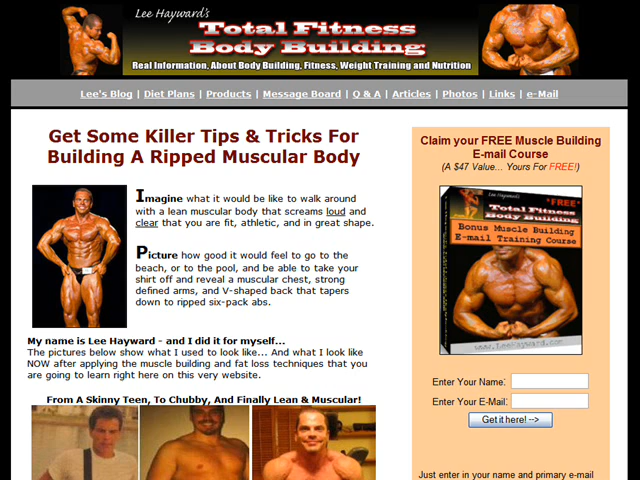 Lee Hayward's
Total Fitness
Body Building
Real Information, About Body Building, Fitness, Weight Training and Nutrition
Lee's Blog | Diet Plans | Products | Message Board | Q & A | Articles | Photos | Links | e-Mail
Get Some Killer Tips & Tricks For
Building A Ripped Muscular Body
Imagine what it would be like to walk around
with a lean muscular body that screams loud and
clear that you are fit, athletic, and in great shape.
Picture how good it would feel to go to the
beach, or to the pool, and be able to take your
shirt off and reveal a muscular chest, strong
defined arms, and V-shaped back that tapers
down to ripped six-pack abs.
My name is Lee Hayward - and I did it for myself...
The pictures below show what I used to look like... And what I look like
NOW after applying the muscle building and fat loss techniques that you
are going to learn right here on this very website.
From A Skinny Teen, To Chubby, And Finally Lean & Muscular!
Claim your FREE Muscle Building
E-mail Course
(A $47 Value... Yours For FREE!)
Lee Hayward's
*FREE*
Total Fitness
Body Building
Bonus Muscle Building
E-mail Training Course
www.LeeHayward.com
Enter Your Name:
Enter Your E-Mail:
Get it here! -->
Just enter in your name and primary e-mail